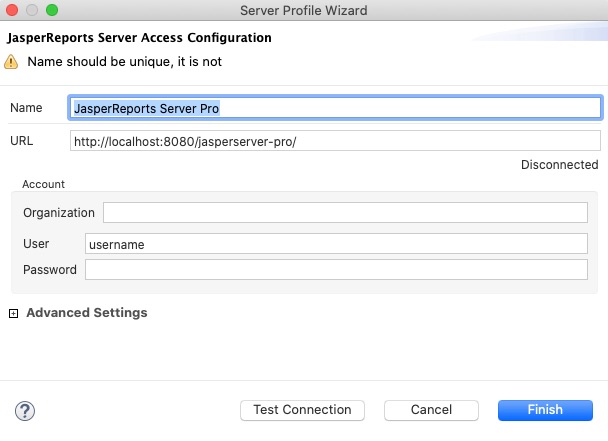 Server Profile Wizard
JasperReports Server Access Configuration
Name should be unique, it is not
Name JasperReports Server Pro
URL http://localhost:8080/jasperserver-pro/
Disconnected
Account
Organization
User username
Password
Advanced Settings
? Test Connection Cancel Finish